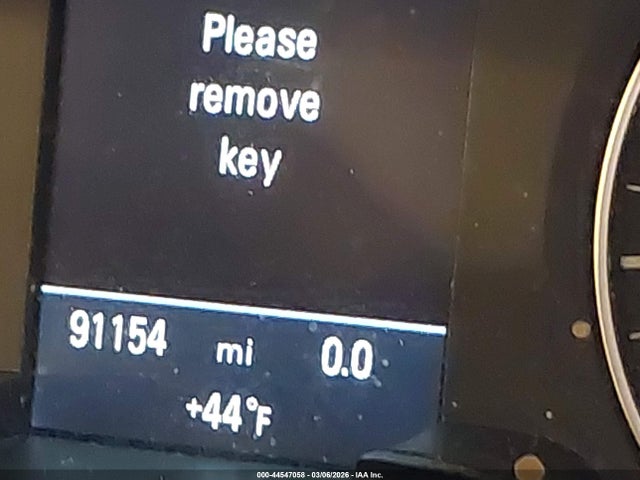 Please
remove
key
91154 mi 0.0
+44°F
000-44547058 - 03/06/2026 - IAA Inc.